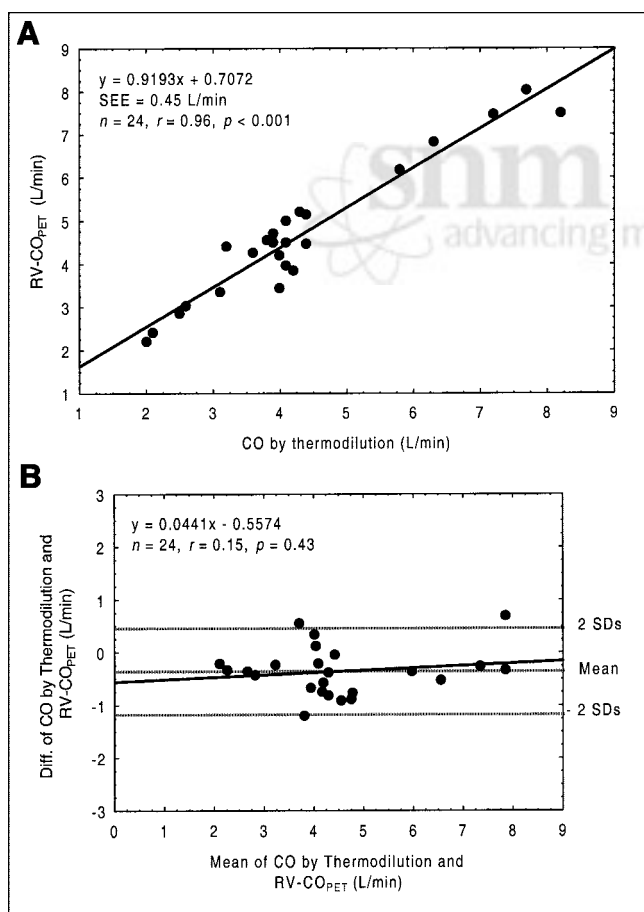 A
y = 0.9193x + 0.7072
SEE = 0.45 L/min
n = 24, r = 0.96, p < 0.001
RV-CO_PET (L/min)
9
8
7
6
5
4
3
2
1
1 2 3 4 5 6 7 8 9
CO by thermodilution (L/min)
snm
advancing m
B
y = 0.0441x - 0.5574
n = 24, r = 0.15, p = 0.43
Diff. of CO by Thermodilution and
RV-CO_PET (L/min)
3
2
1
0
-1
-2
-3
2 SDs
Mean
- 2 SDs
0 1 2 3 4 5 6 7 8 9
Mean of CO by Thermodilution and
RV-CO_PET (L/min)